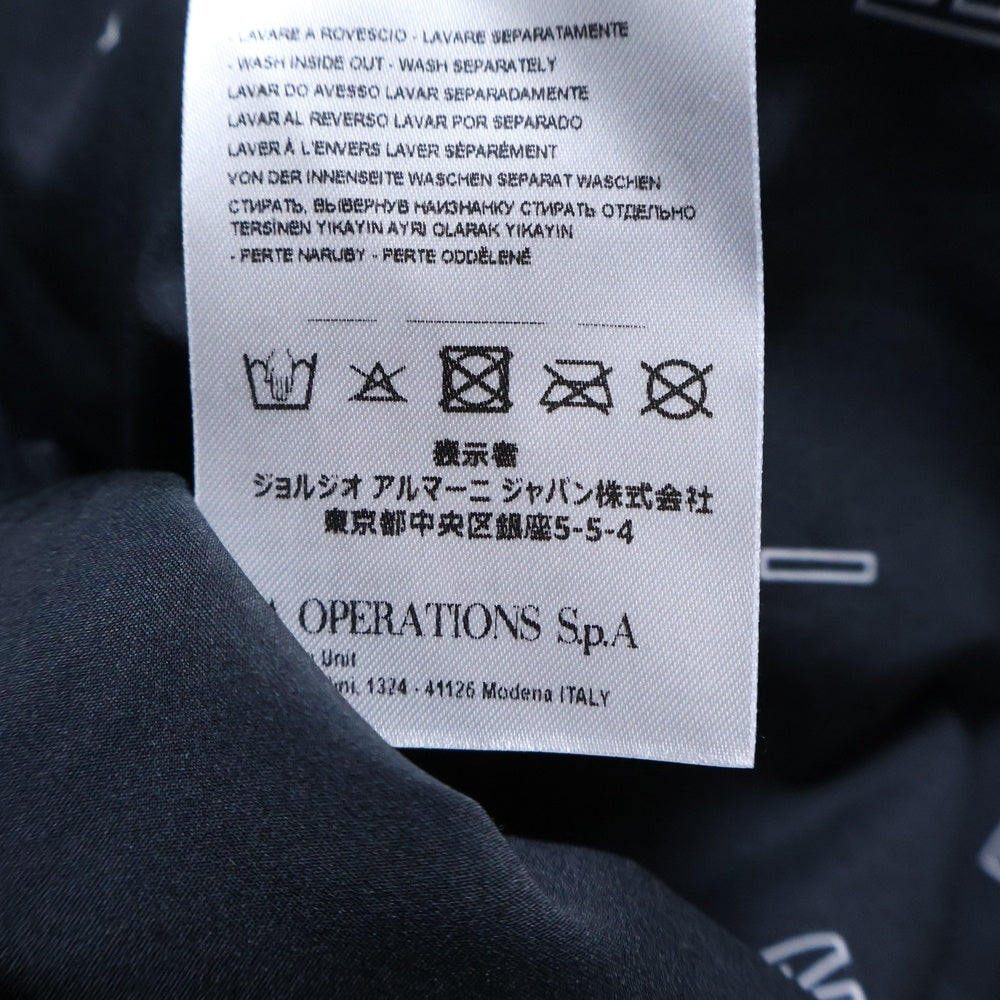 - LAVARE A ROVESCIO - LAVARE SEPARATAMENTE
- WASH INSIDE OUT - WASH SEPARATELY
LAVAR DO AVESSO LAVAR SEPARADAMENTE
LAVAR AL REVERSO LAVAR POR SEPARADO
LAVER À L'ENVERS LAVER SÉPARÉMENT
VON DER INNENSEITE WASCHEN SEPARAT WASCHEN
СТИРАТЬ, ВЫВЕРНУВ НАИЗНАНКУ СТИРАТЬ ОТДЕЛЬНО
TERSİNEN YIKAYIN AYRI OLARAK YIKAYIN
- PERTE NARUBY - PERTE ODDĚLENĚ
表示者
ジョルジオ アルマーニ ジャパン株式会社
東京都中央区銀座5-5-4
OPERATIONS S.p.A
Unit
1324 - 41126 Modena ITALY